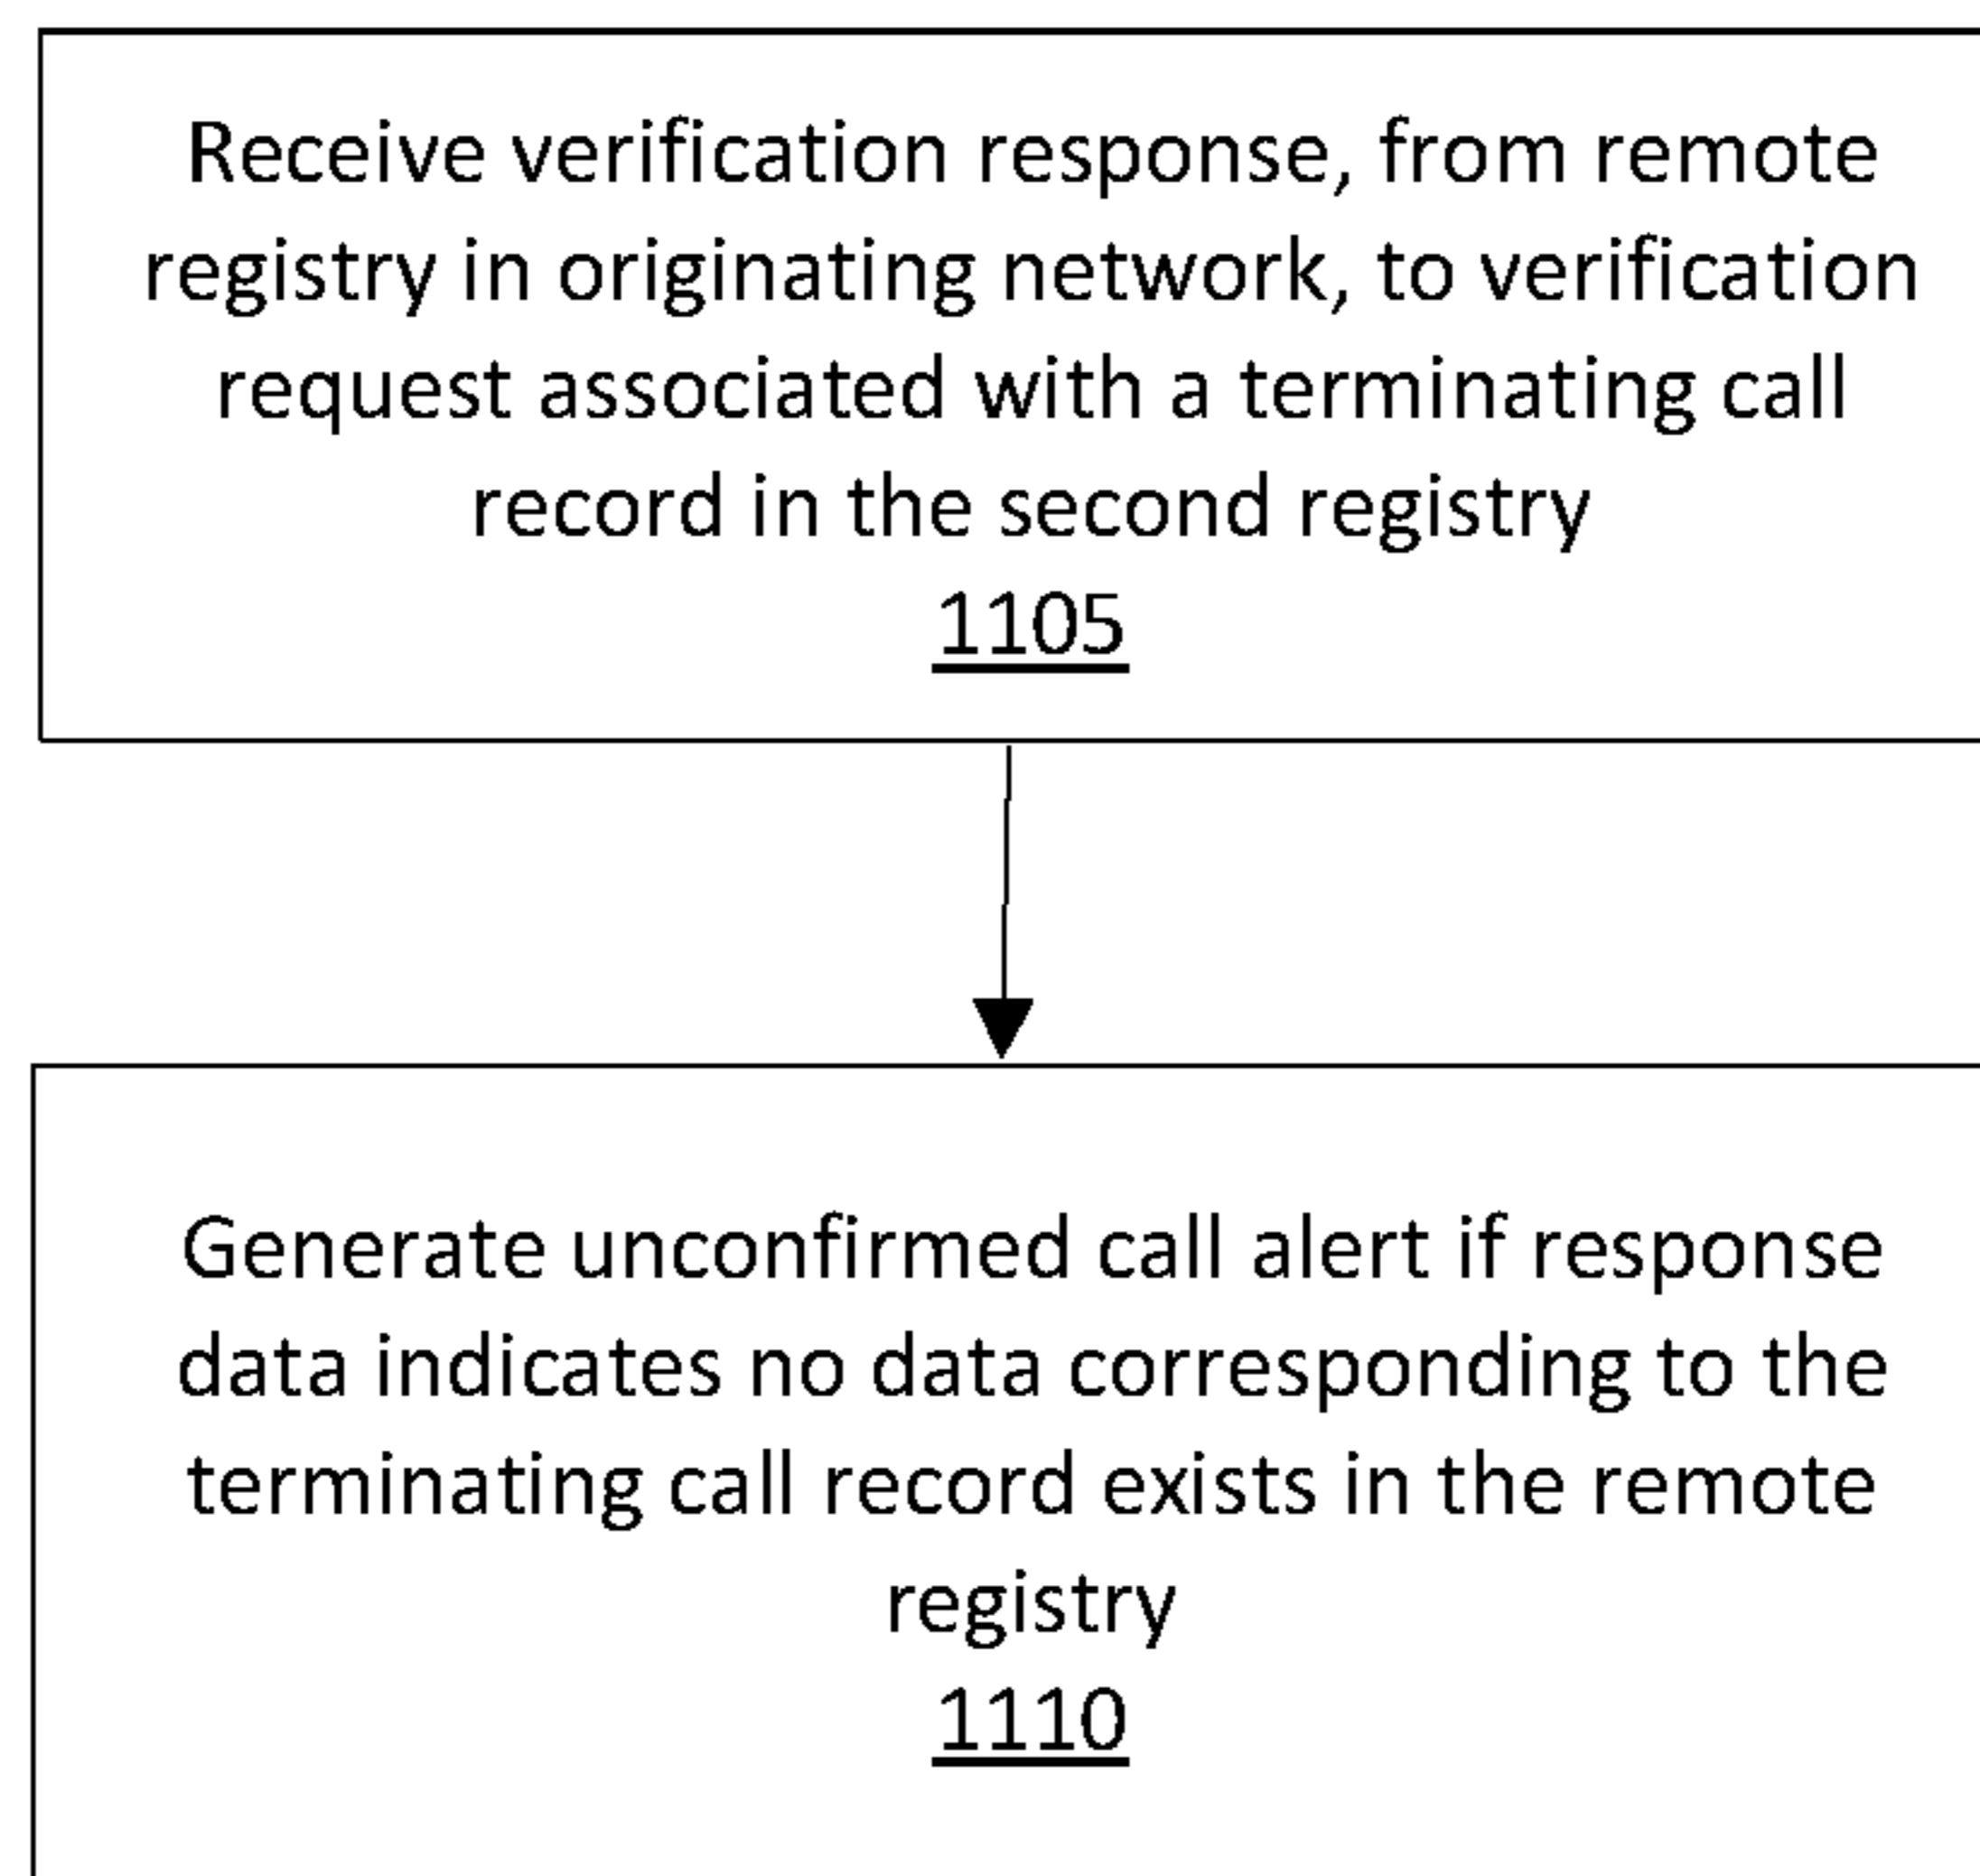 Receive verification response, from remote
registry in originating network, to verification
request associated with a terminating call
record in the second registry
1105
Generate unconfirmed call alert if response
data indicates no data corresponding to the
terminating call record exists in the remote
registry
1110